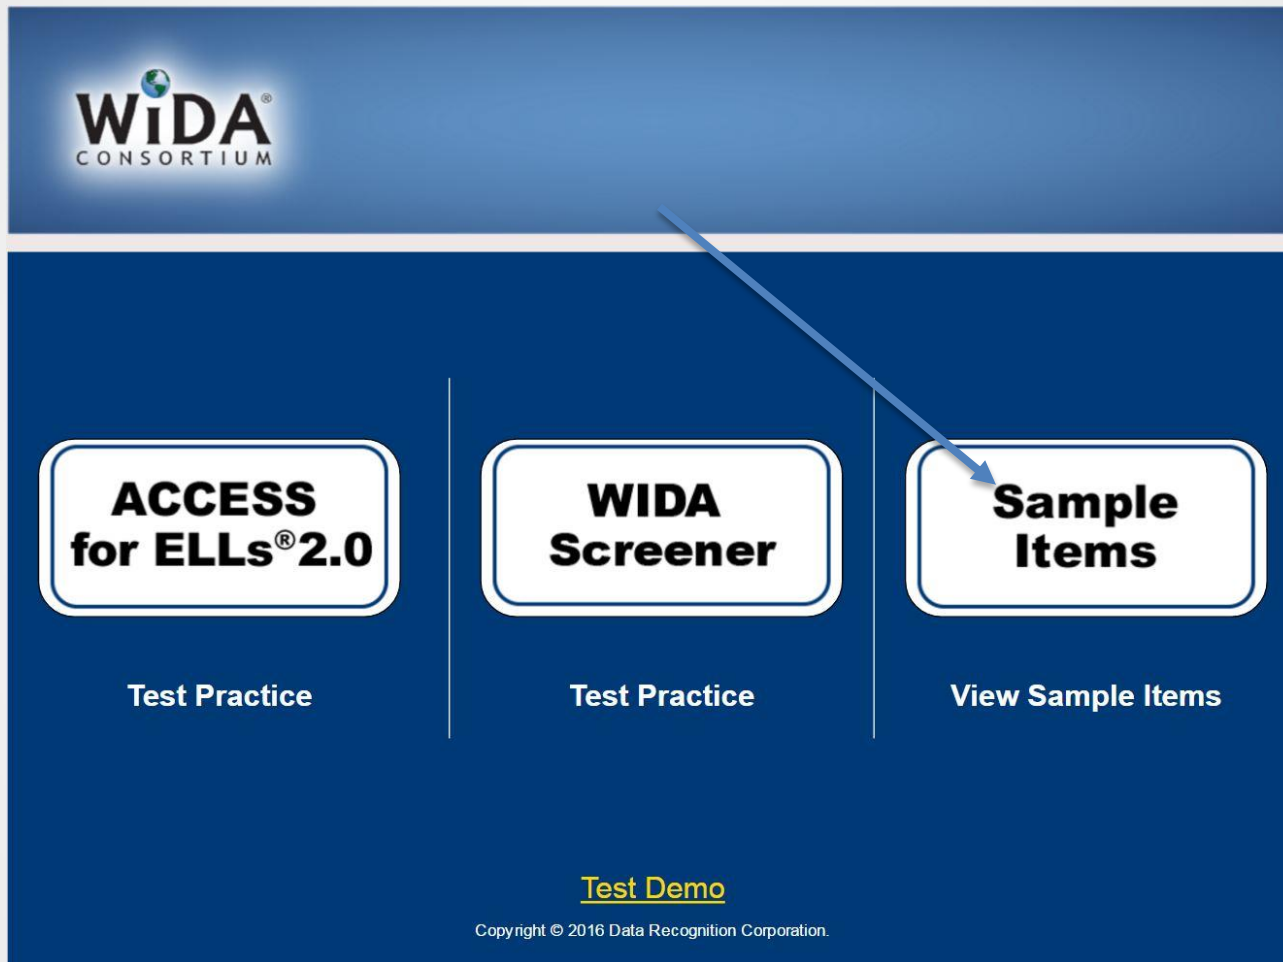 WiDA®
CONSORTIUM
ACCESS
for ELLs®2.0
Test Practice
WIDA
Screener
Test Practice
Sample
Items
View Sample Items
Test Demo
Copyright © 2016 Data Recognition Corporation.